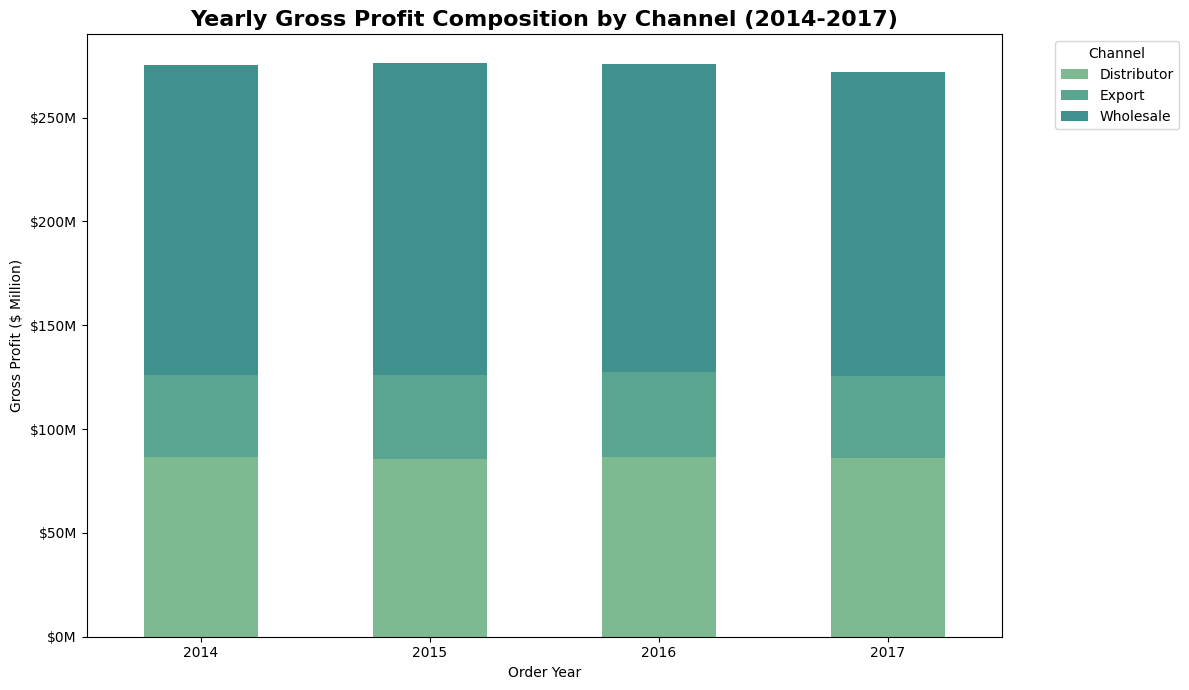 Yearly Gross Profit Composition by Channel (2014-2017)
Channel
Distributor
Export
Wholesale
$250M
$200M
$150M
$100M
$50M
$0M
Gross Profit ($ Million)
2014 2015 2016 2017
Order Year